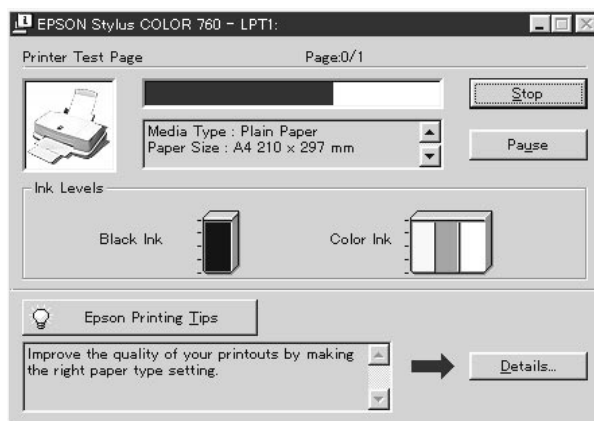 EPSON Stylus COLOR 760 - LPT1:
Printer Test Page Page:0/1
Stop
Media Type : Plain Paper
Paper Size : A4 210 x 297 mm
Pause
Ink Levels
Black Ink Color Ink
Epson Printing Tips
Improve the quality of your printouts by making
the right paper type setting.
Details...